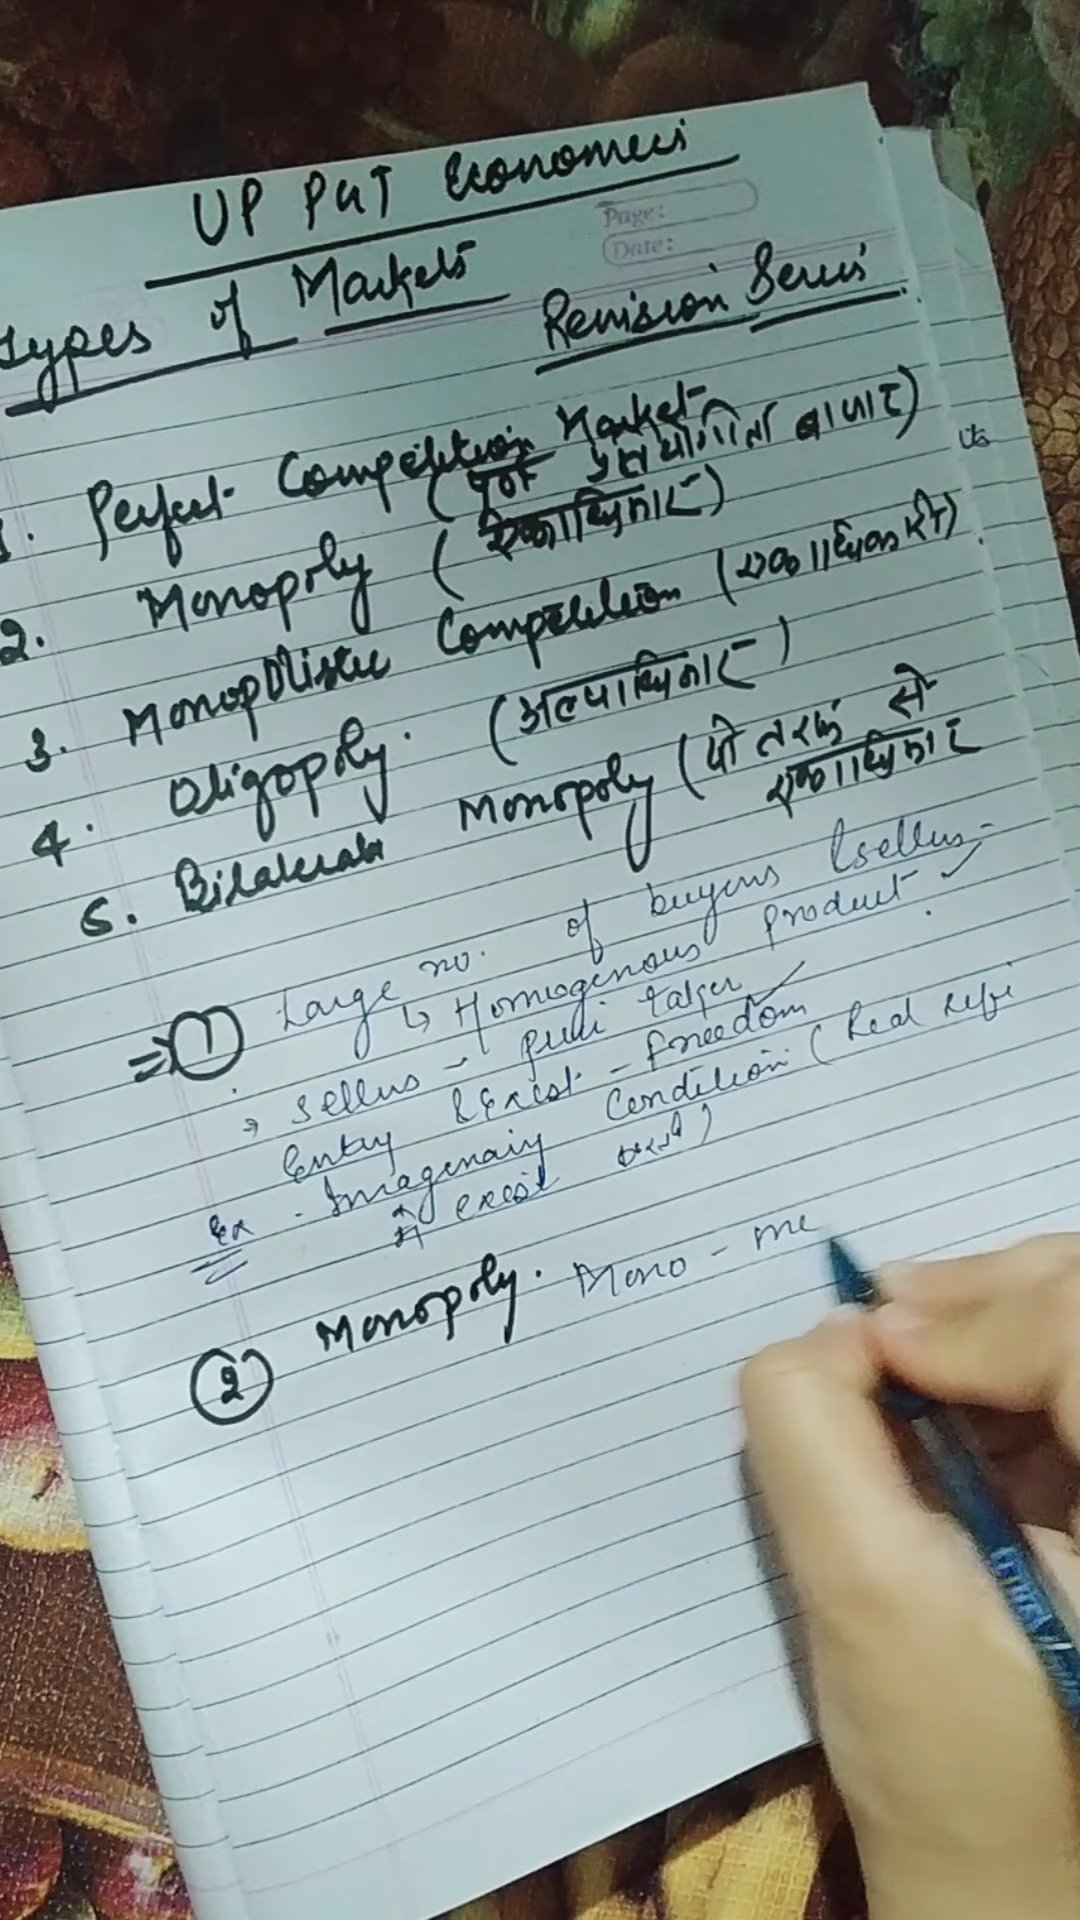 UP PGT Economics
Page:
Date:
Types of Markets
Revision Series
1. Perfect Competition Market
(पूर्ण प्रतियोगिता बाजार)
2. Monopoly (एकाधिकार)
3. Monopolistic Competition (एकाधिकारी)
4. Oligopoly. (अल्पाधिकार)
5. Bilateral Monopoly (दो तरफ से
एकाधिकार
⇒ ① Large no. of buyers & sellers -
↳ Homogenous product ✓
→ sellers - price taker
Entry & Exist - Freedom
Ex - Imaginary Condition (Real life
में exist करती)
② Monopoly. Mono - me